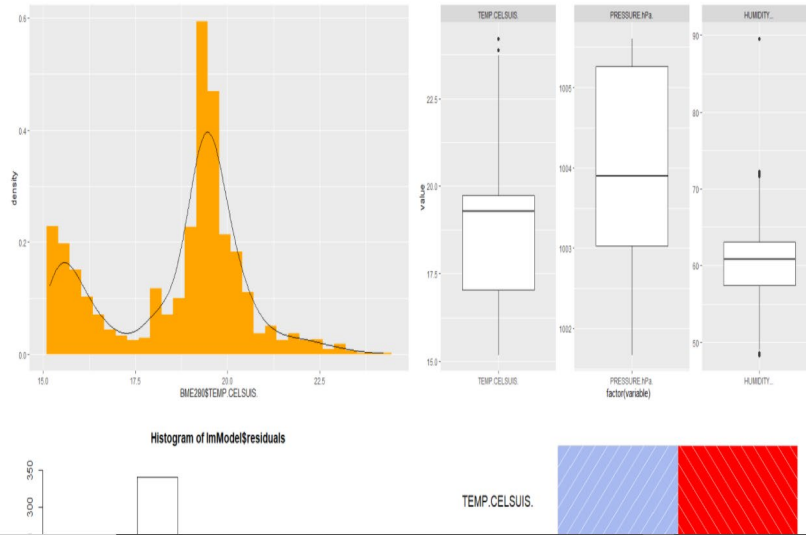 0.6
0.4
0.2
0.0
density
15.0
17.5
20.0
22.5
BME280$TEMP.CELSUIS.
TEMP.CELSUIS.
PRESSURE.hPa.
HUMIDITY...
value
22.5
20.0
17.5
15.0
1005
1004
1003
1002
90
80
70
60
50
TEMP.CELSUIS.
PRESSURE.hPa.
HUMIDITY...
factor(variable)
Histogram of lmModel$residuals
350
300
TEMP.CELSUIS.